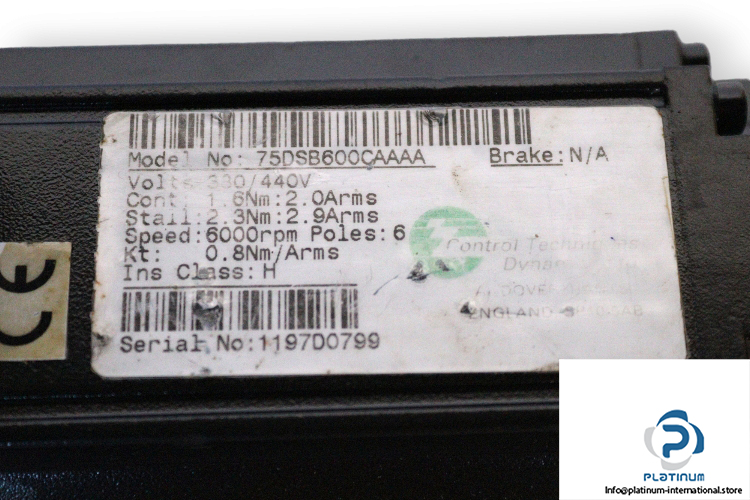 Model No: 75DSB600CAAAA Brake: N/A
Volts 380/440V
Cont: 1.6Nm:2.0Arms
Stall:2.3Nm:2.9Arms
Speed:6000rpm Poles:6
Kt: 0.8Nm/Arms
Ins Class:H
Serial No:1197D0799
Control Techniques
ENGLAND
CE
PLATINUM
Info@platinum-international.store